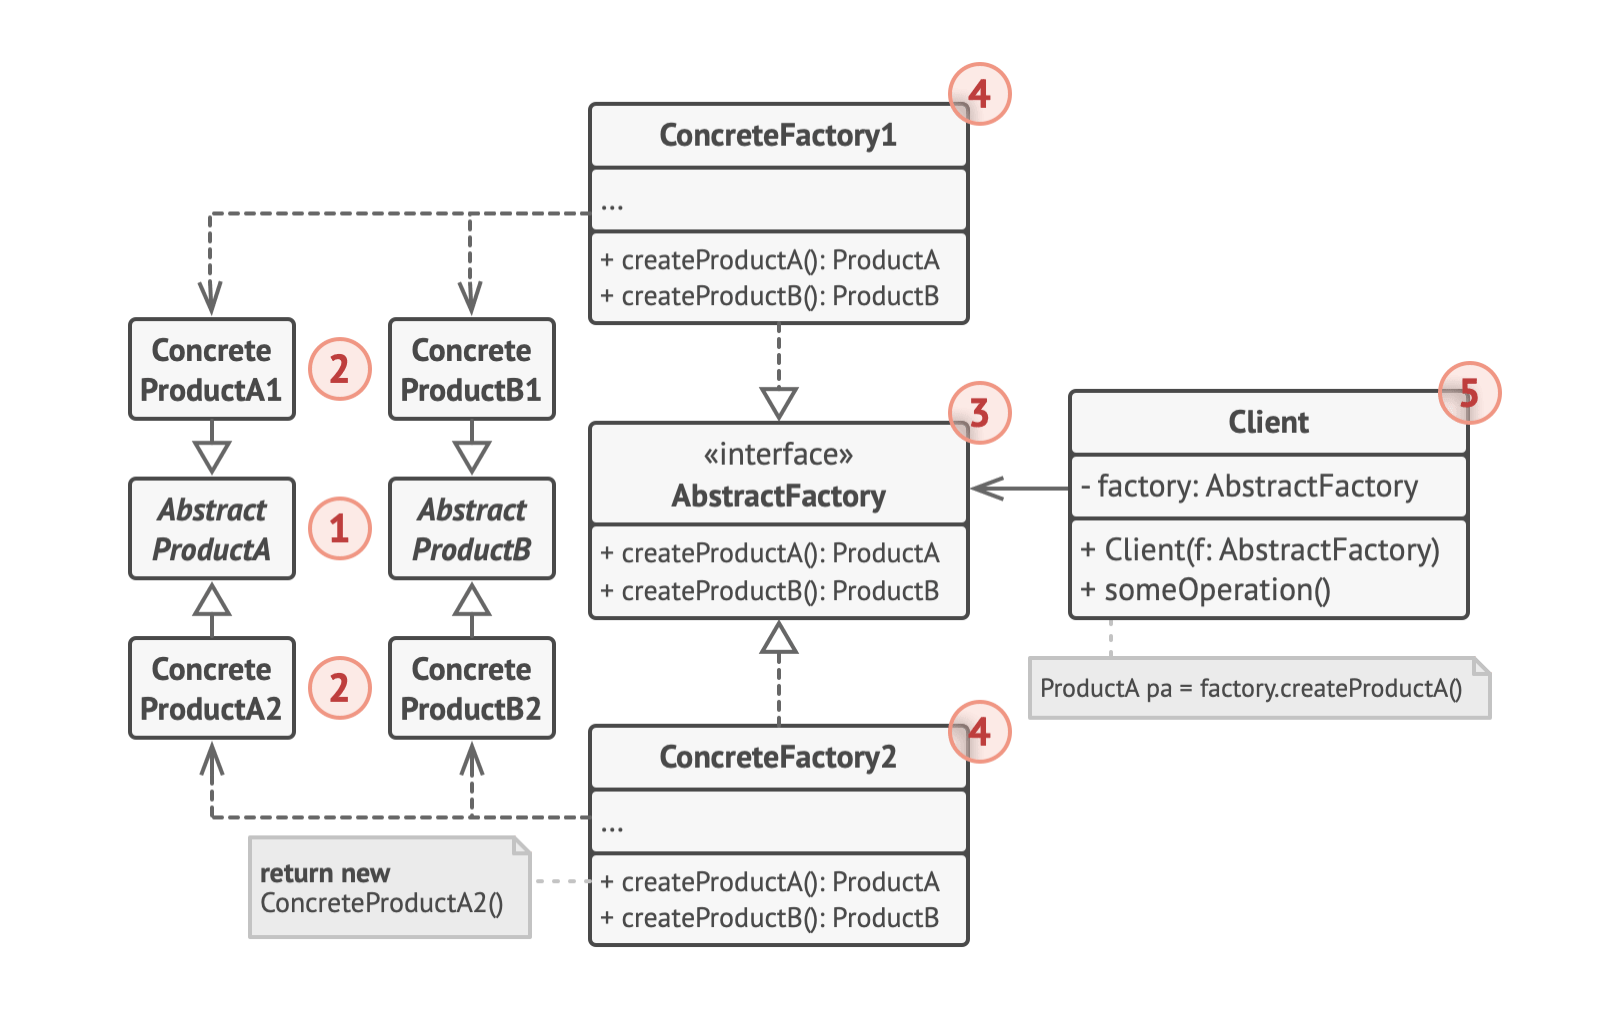 4
ConcreteFactory1
...
+ createProductA(): ProductA
+ createProductB(): ProductB
Concrete
ProductA1
2
Concrete
ProductB1
Abstract
ProductA
1
Abstract
ProductB
Concrete
ProductA2
2
Concrete
ProductB2
3
«interface»
AbstractFactory
+ createProductA(): ProductA
+ createProductB(): ProductB
5
Client
- factory: AbstractFactory
+ Client(f: AbstractFactory)
+ someOperation()
ProductA pa = factory.createProductA()
4
ConcreteFactory2
...
+ createProductA(): ProductA
+ createProductB(): ProductB
return new
ConcreteProductA2()